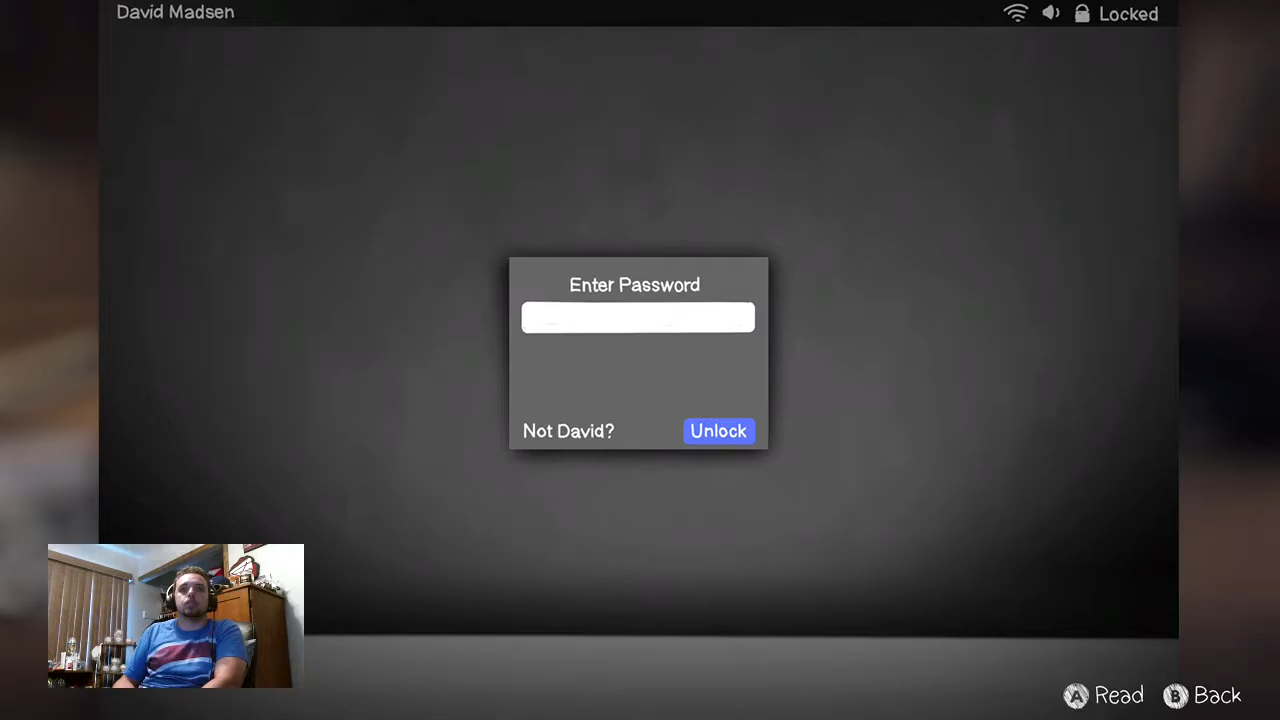 David Madsen
Locked
Enter Password
Not David?
Unlock
A Read B Back